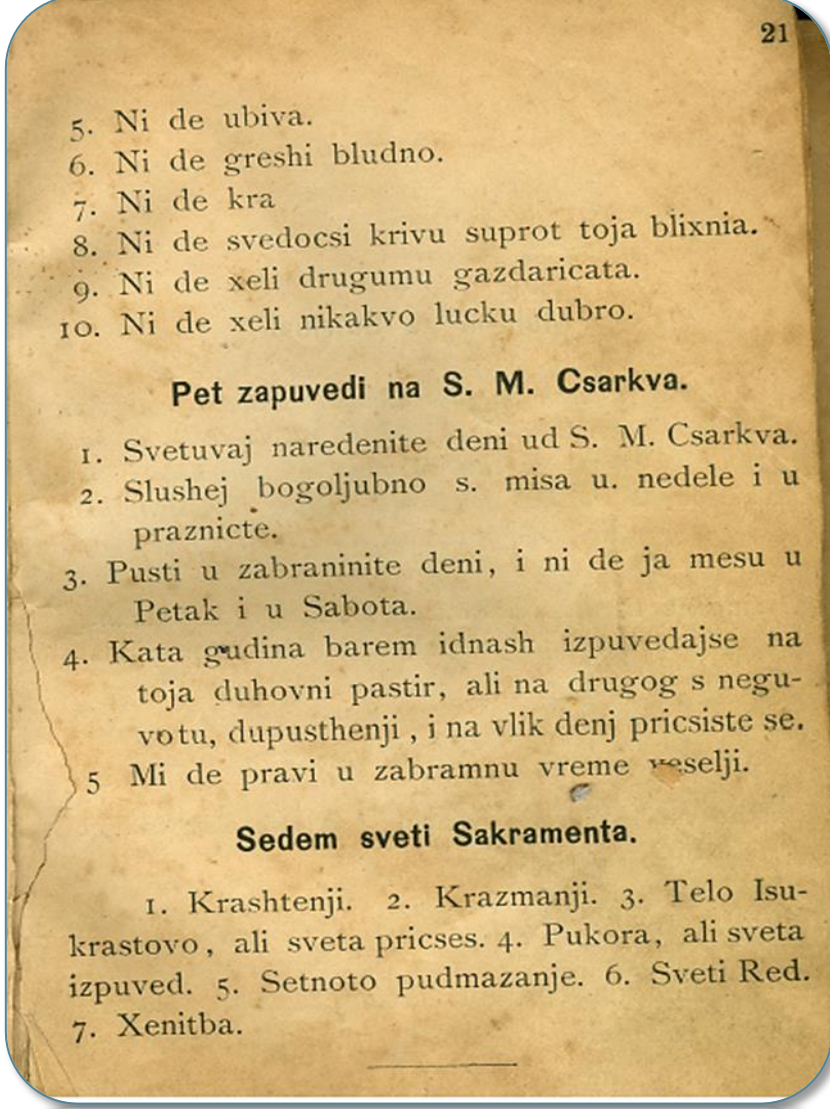 21
5. Ni de ubiva.
6. Ni de greshi bludno.
7. Ni de kra
8. Ni de svedocsi krivu suprot toja blixnia.
9. Ni de xeli drugumu gazdaricata.
10. Ni de xeli nikakvo lucku dubro.
Pet zapuvedi na S. M. Csarkva.
1. Svetuvaj naredenite deni ud S. M. Csarkva.
2. Slushej bogoljubno s. misa u. nedele i u
praznicte.
3. Pusti u zabraninite deni, i ni de ja mesu u
Petak i u Sabota.
4. Kata gudina barem idnash izpuvedajse na
toja duhovni pastir, ali na drugog s negu-
votu, dupusthenji, i na vlik denj pricsiste se.
5 Mi de pravi u zabramnu vreme veselji.
Sedem sveti Sakramenta.
1. Krashtenji. 2. Krazmanji. 3. Telo Isu-
krastovo, ali sveta pricses. 4. Pukora, ali sveta
izpuved. 5. Setnoto pudmazanje. 6. Sveti Red.
7. Xenitba.